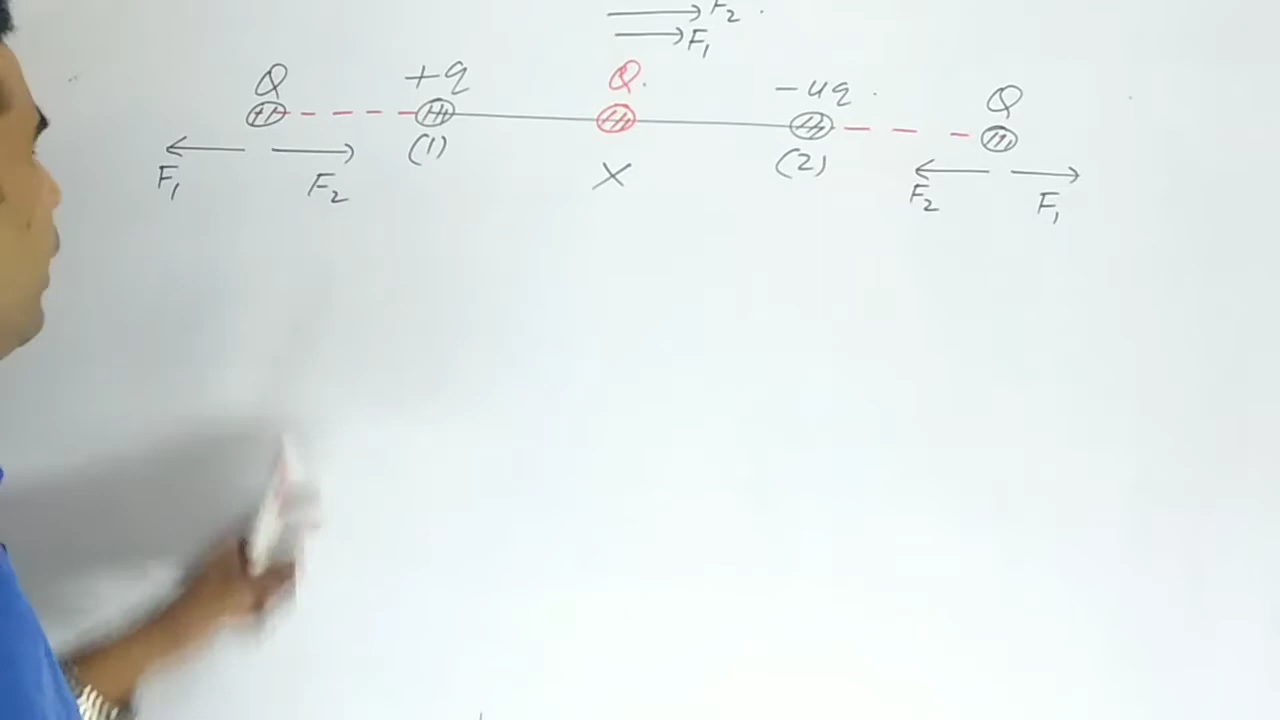 F₂
F₁
Q +q Q -4q Q
(1) (2)
F₁ F₂ X F₂ F₁